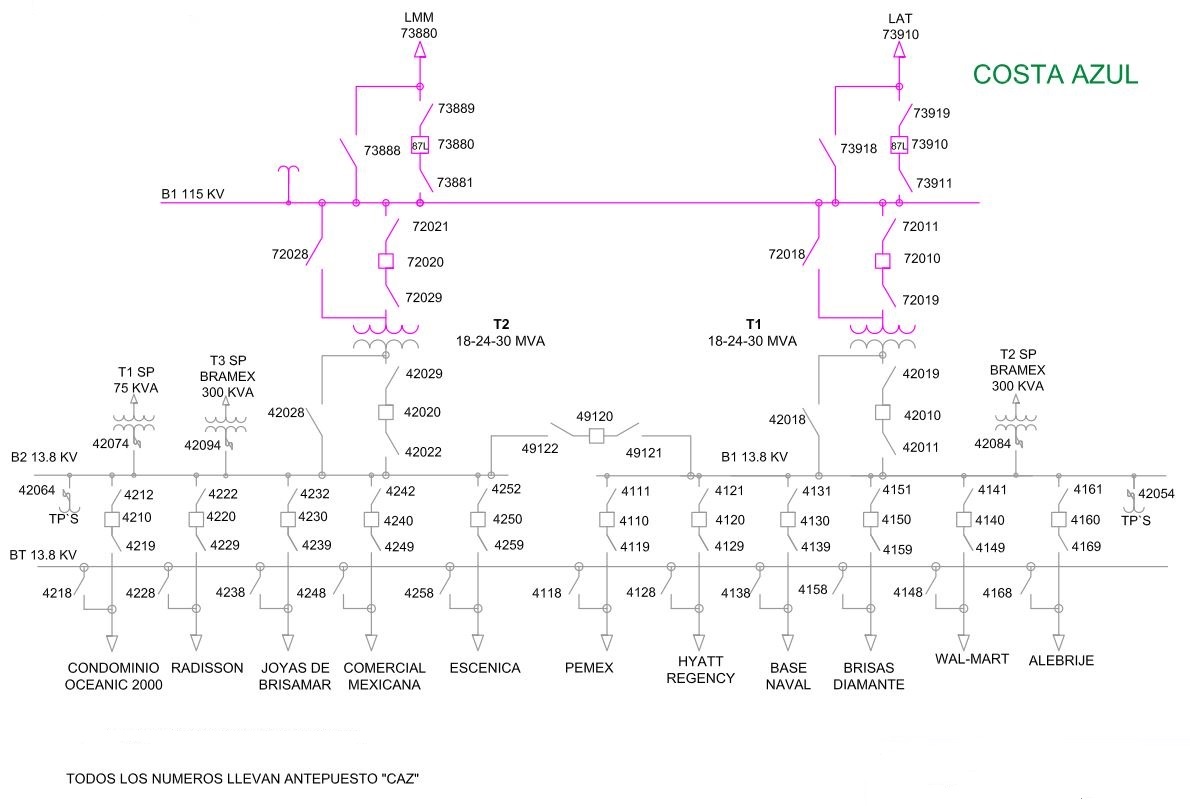 LMM
73880
LAT
73910
COSTA AZUL
73889
87L
73880
73888
73881
73919
87L
73910
73918
73911
B1 115 KV
72021
72028
72020
72029
72011
72018
72010
72019
T2
18-24-30 MVA
T1
18-24-30 MVA
T1 SP
75 KVA
T3 SP
BRAMEX
300 KVA
T2 SP
BRAMEX
300 KVA
42029
42028
42020
42022
42019
42018
42010
42011
42074
42094
42084
49120
49122
49121
B2 13.8 KV
B1 13.8 KV
42064
TP`S
42054
TP`S
4212
4210
4219
4222
4220
4229
4232
4230
4239
4242
4240
4249
4252
4250
4259
4111
4110
4119
4121
4120
4129
4131
4130
4139
4151
4150
4159
4141
4140
4149
4161
4160
4169
BT 13.8 KV
4218
4228
4238
4248
4258
4118
4128
4138
4158
4148
4168
CONDOMINIO
OCEANIC 2000
RADISSON
JOYAS DE
BRISAMAR
COMERCIAL
MEXICANA
ESCENICA
PEMEX
HYATT
REGENCY
BASE
NAVAL
BRISAS
DIAMANTE
WAL-MART
ALEBRIJE
TODOS LOS NUMEROS LLEVAN ANTEPUESTO "CAZ"